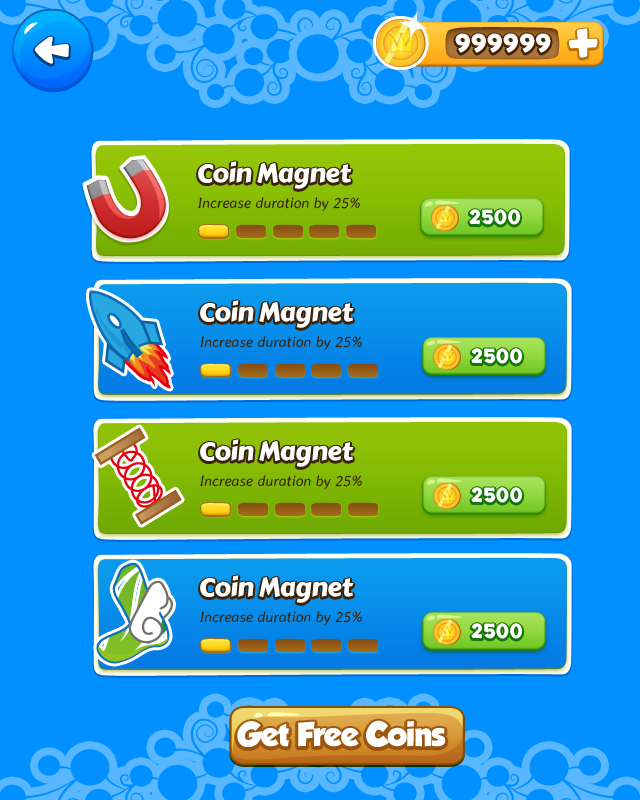 999999
Coin Magnet
Increase duration by 25%
2500
Coin Magnet
Increase duration by 25%
2500
Coin Magnet
Increase duration by 25%
2500
Coin Magnet
Increase duration by 25%
2500
Get Free Coins